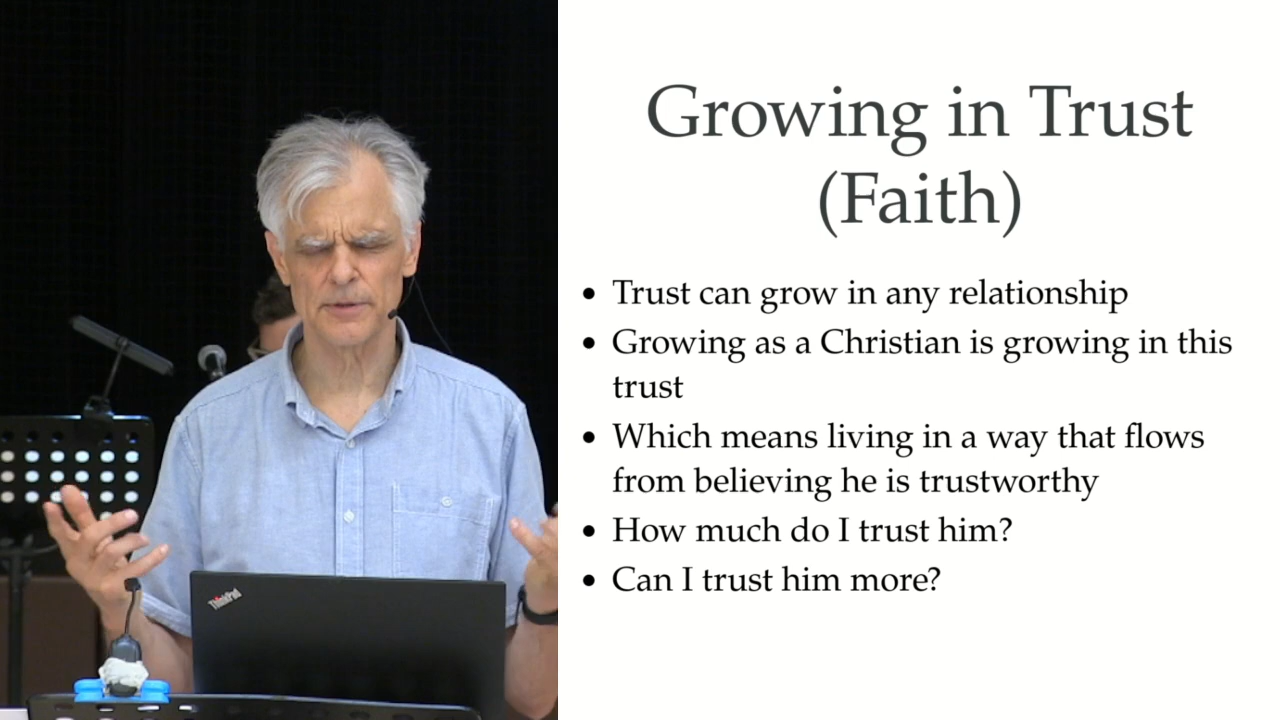 Growing in Trust
(Faith)
• Trust can grow in any relationship
• Growing as a Christian is growing in this
trust
• Which means living in a way that flows
from believing he is trustworthy
• How much do I trust him?
• Can I trust him more?
ThinkPad